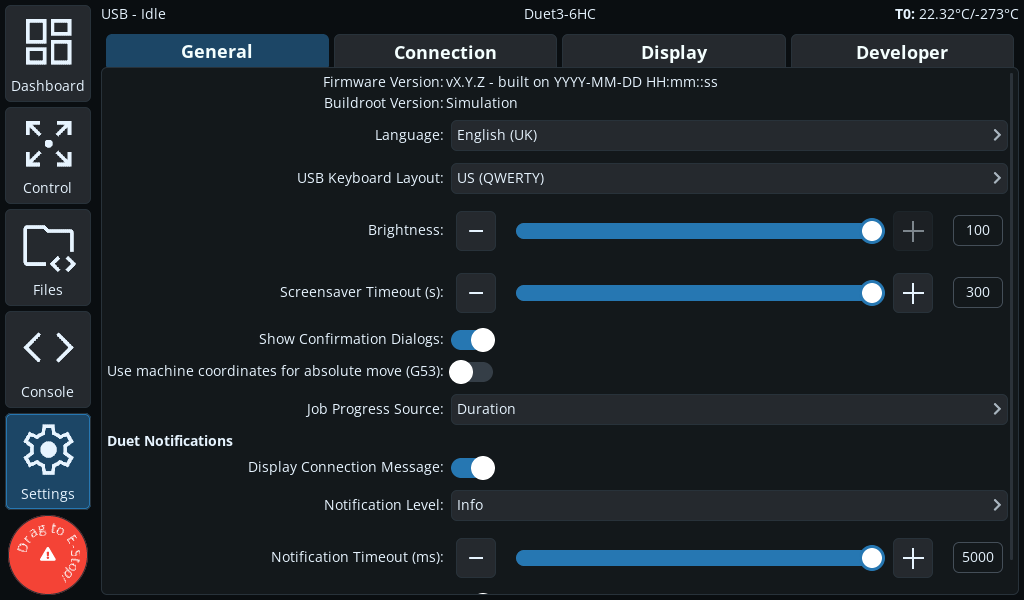 USB - Idle
Duet3-6HC
T0: 22.32°C/-273°C
Dashboard
Control
Files
Console
Settings
Drag to E-Stop!
General
Connection
Display
Developer
Firmware Version: vX.Y.Z - built on YYYY-MM-DD HH:mm::ss
Buildroot Version: Simulation
Language: English (UK)
USB Keyboard Layout: US (QWERTY)
Brightness: 100
Screensaver Timeout (s): 300
Show Confirmation Dialogs:
Use machine coordinates for absolute move (G53):
Job Progress Source: Duration
Duet Notifications
Display Connection Message:
Notification Level: Info
Notification Timeout (ms): 5000